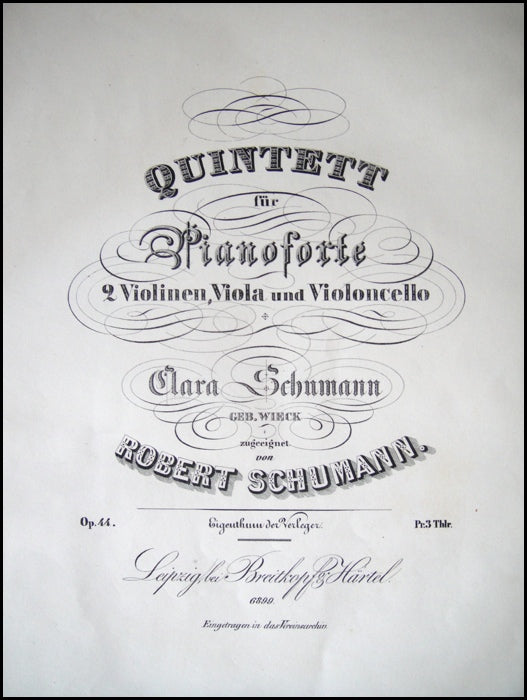 QUINTETT
für
Pianoforte
2 Violinen, Viola und Violoncello
Clara Schumann
GEB. WIECK
zugeeignet
von
ROBERT SCHUMANN.
Op. 44. Eigenthum der Verleger. Pr. 3 Thlr.
Leipzig, bei Breitkopf & Härtel.
6899.
Eingetragen in das Vereinsarchiv.